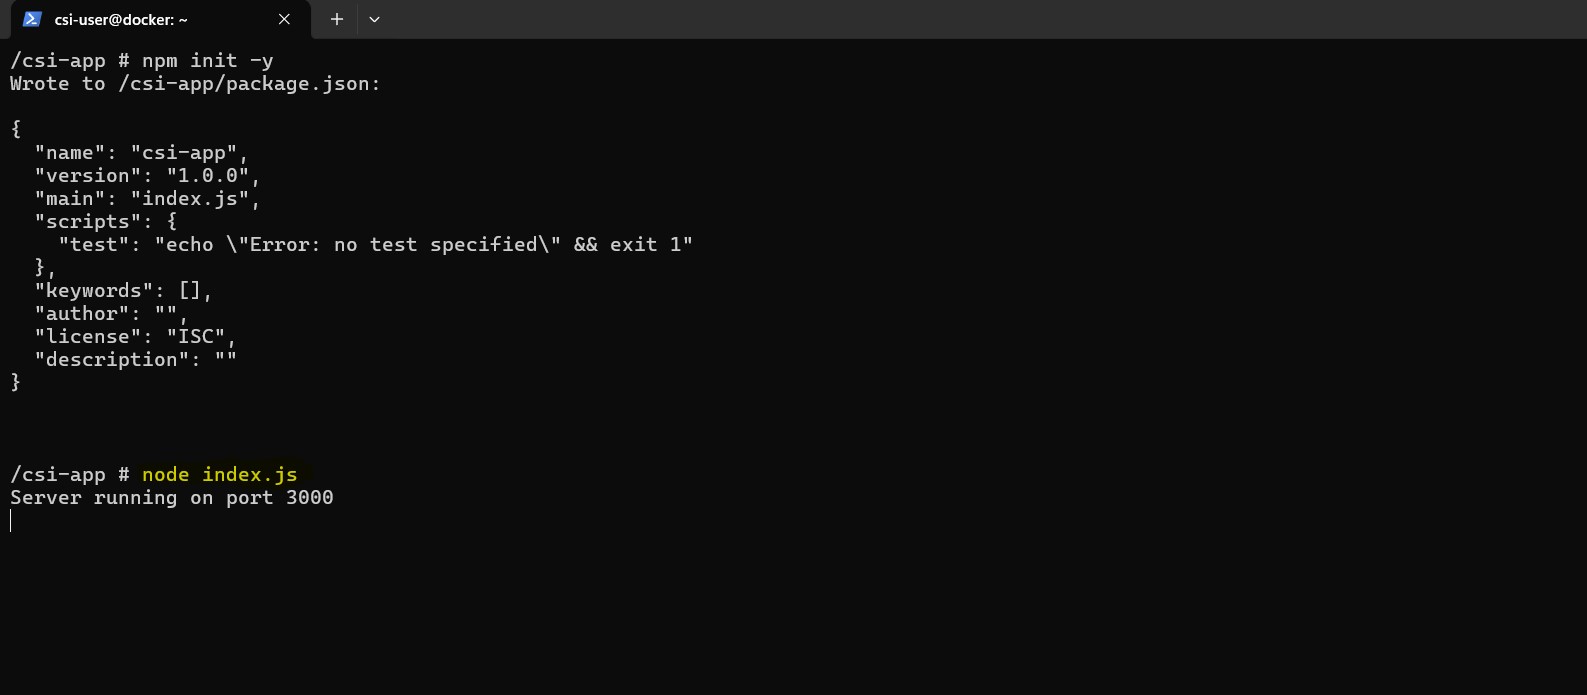 csi-user@docker: ~
/csi-app # npm init -y
Wrote to /csi-app/package.json:
{
  "name": "csi-app",
  "version": "1.0.0",
  "main": "index.js",
  "scripts": {
    "test": "echo \"Error: no test specified\" && exit 1"
  },
  "keywords": [],
  "author": "",
  "license": "ISC",
  "description": ""
}
/csi-app # node index.js
Server running on port 3000